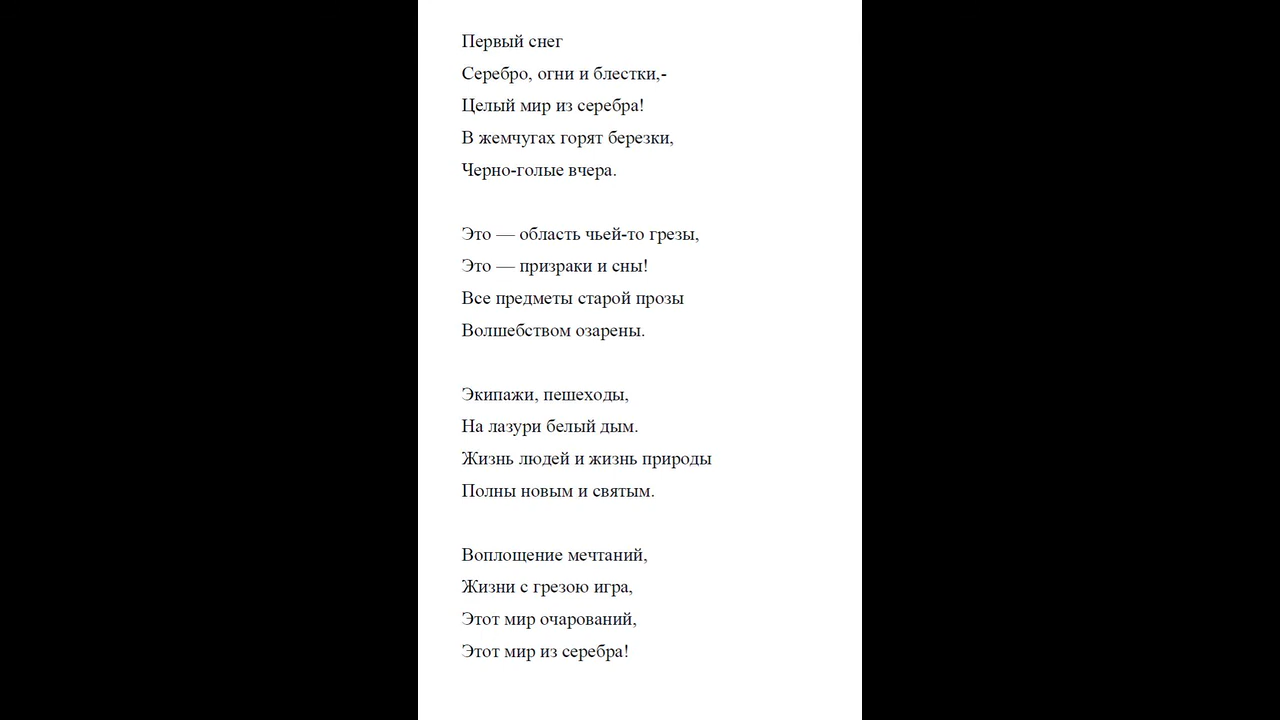 Первый снег
Серебро, огни и блестки,-
Целый мир из серебра!
В жемчугах горят березки,
Черно-голые вчера.
Это — область чьей-то грезы,
Это — призраки и сны!
Все предметы старой прозы
Волшебством озарены.
Экипажи, пешеходы,
На лазури белый дым.
Жизнь людей и жизнь природы
Полны новым и святым.
Воплощение мечтаний,
Жизни с грезою игра,
Этот мир очарований,
Этот мир из серебра!